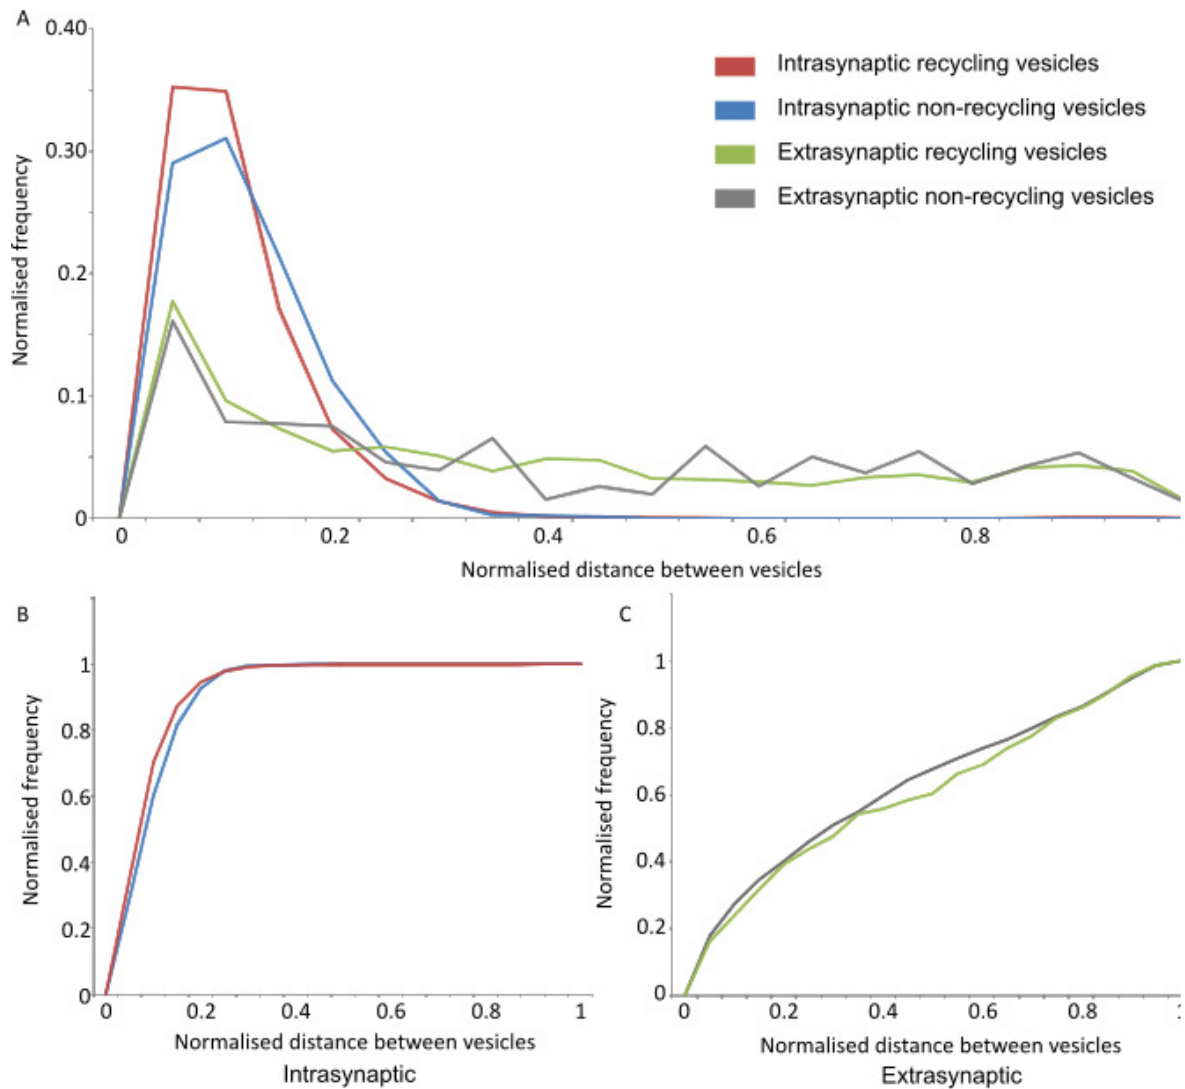 A
0.40
0.30
0.2
0.1
0
Normalised frequency
Intrasynaptic recycling vesicles
Intrasynaptic non-recycling vesicles
Extrasynaptic recycling vesicles
Extrasynaptic non-recycling vesicles
0 0.2 0.4 0.6 0.8
Normalised distance between vesicles
B
1
0.8
0.6
0.4
0.2
0
Normalised frequency
0 0.2 0.4 0.6 0.8 1
Normalised distance between vesicles
Intrasynaptic
C
1
0.8
0.6
0.4
0.2
0
Normalised frequency
0 0.2 0.4 0.6 0.8 1
Normalised distance between vesicles
Extrasynaptic